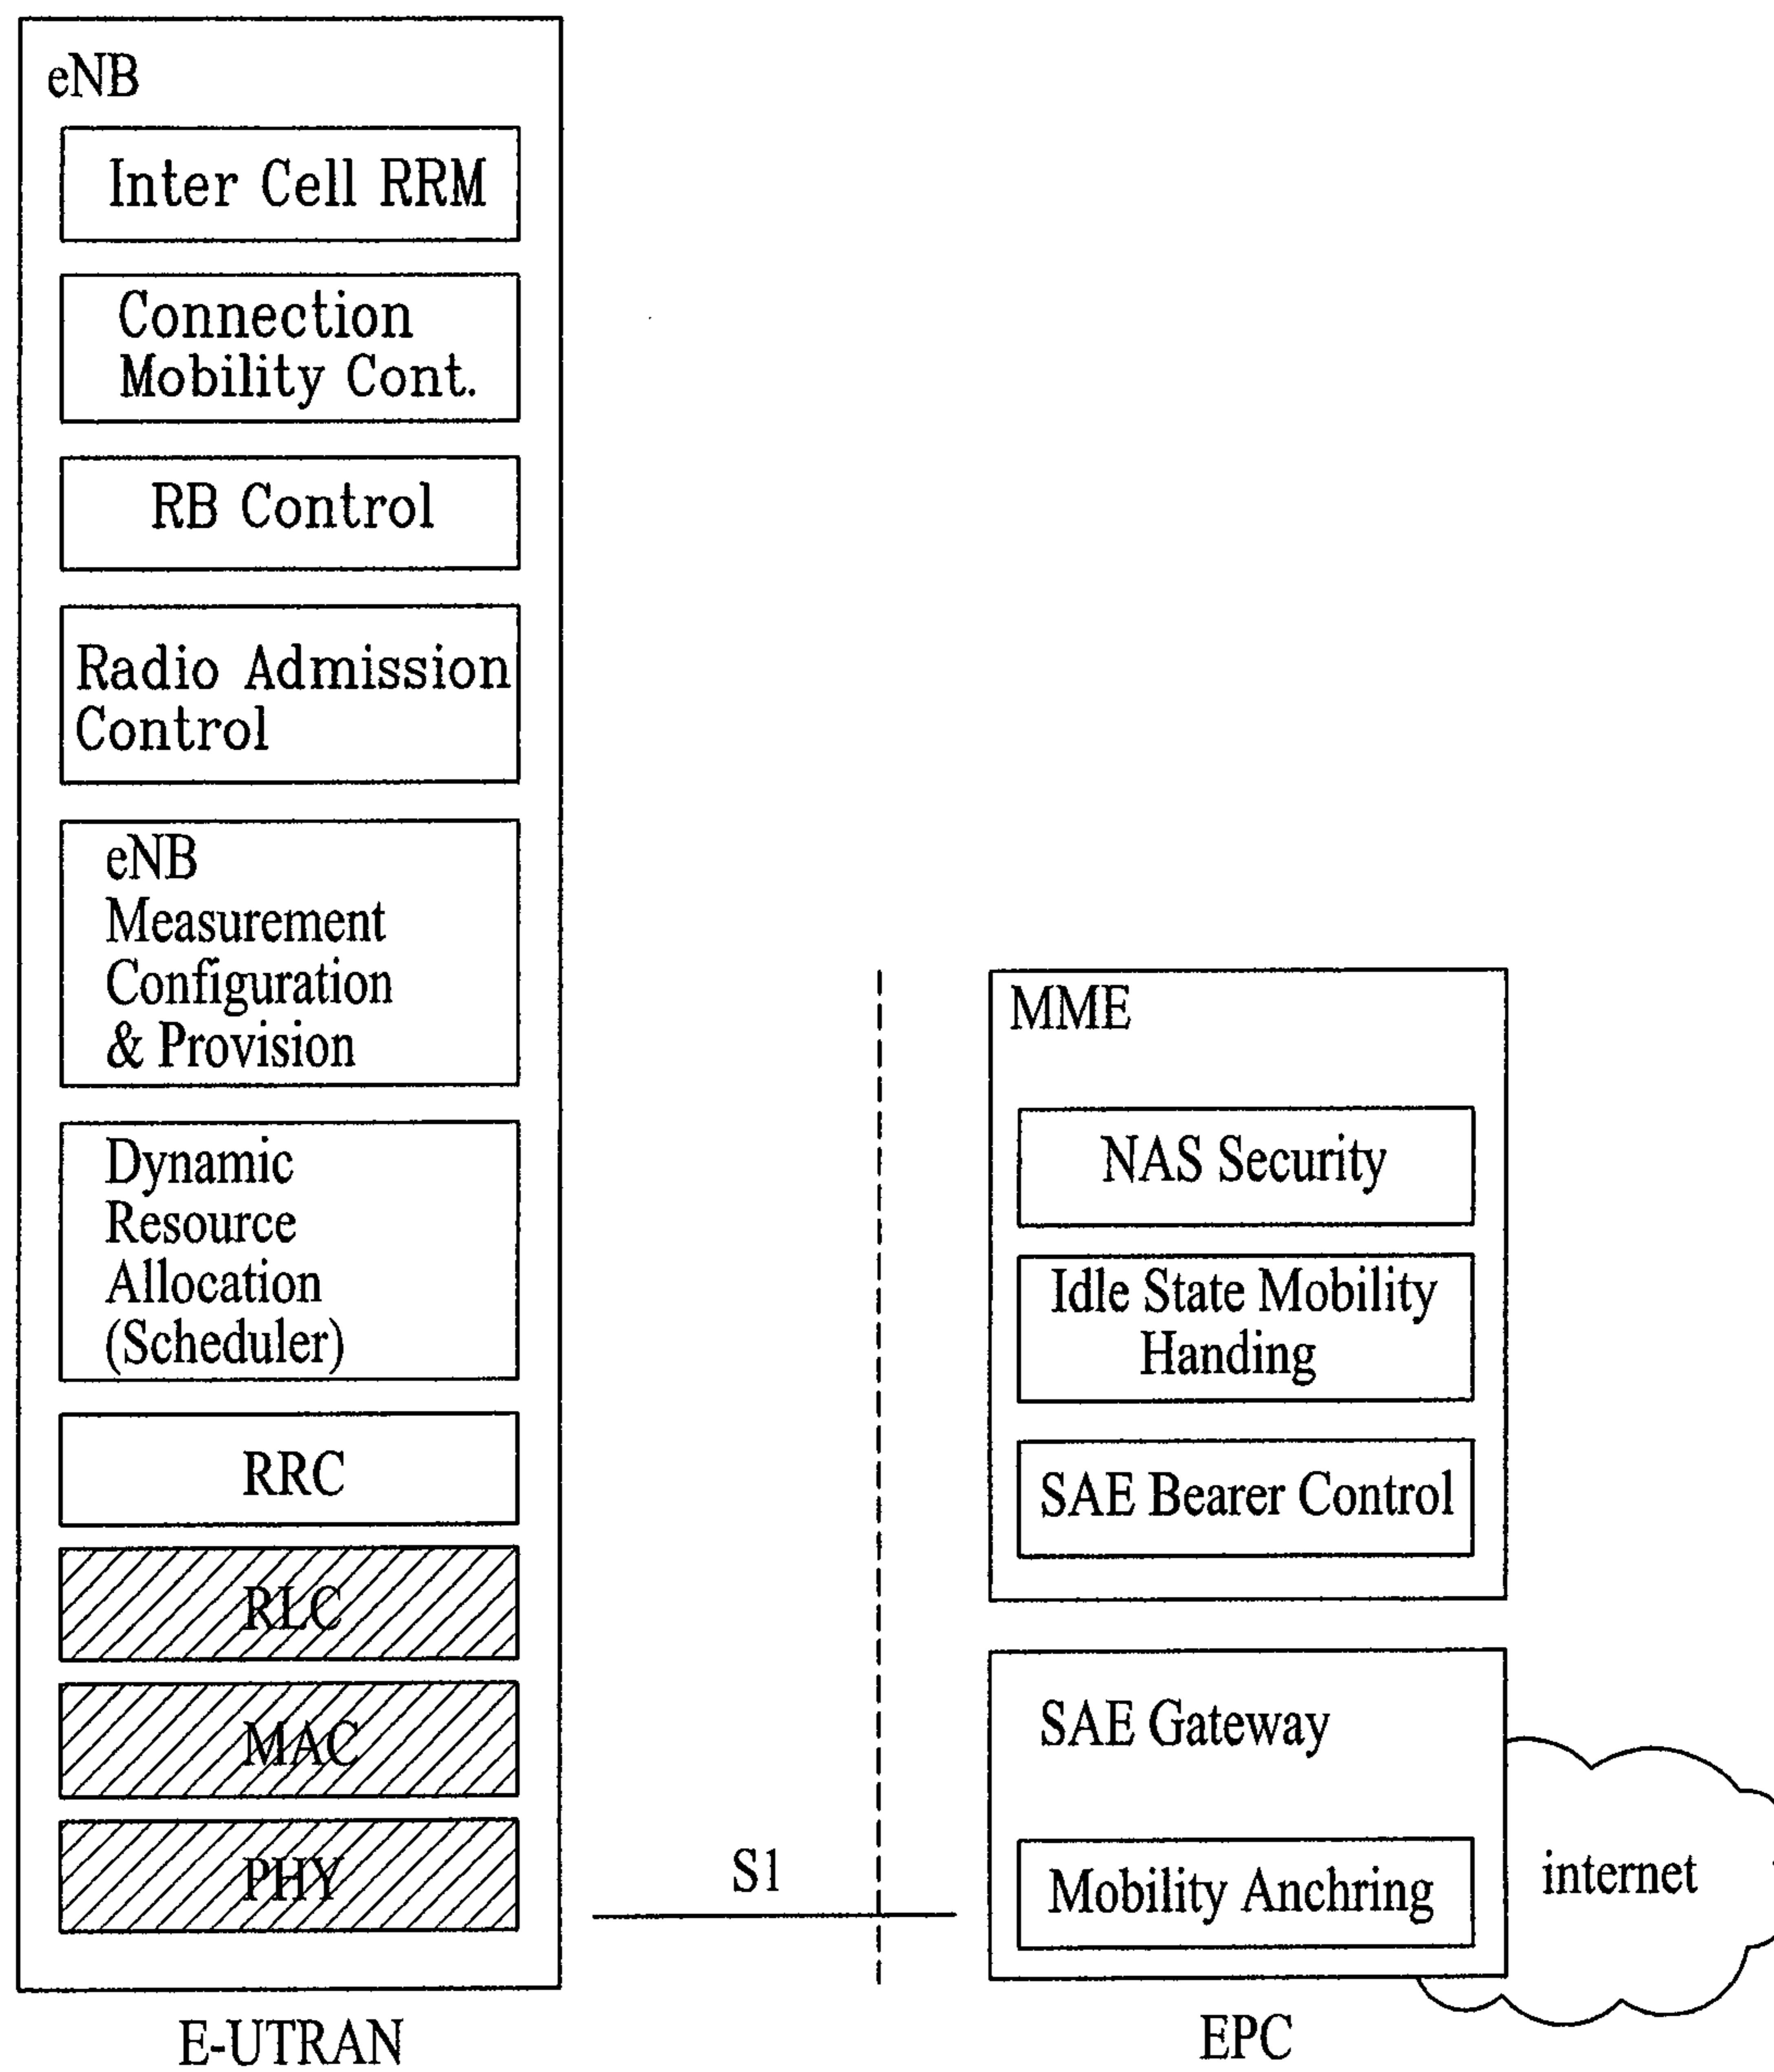 eNB
Inter Cell RRM
Connection
Mobility Cont.
RB Control
Radio Admission
Control
eNB
Measurement
Configuration
& Provision
Dynamic
Resource
Allocation
(Scheduler)
RRC
RLC
MAC
PHY
E-UTRAN
S1
MME
NAS Security
Idle State Mobility
Handing
SAE Bearer Control
SAE Gateway
Mobility Anchring
internet
EPC